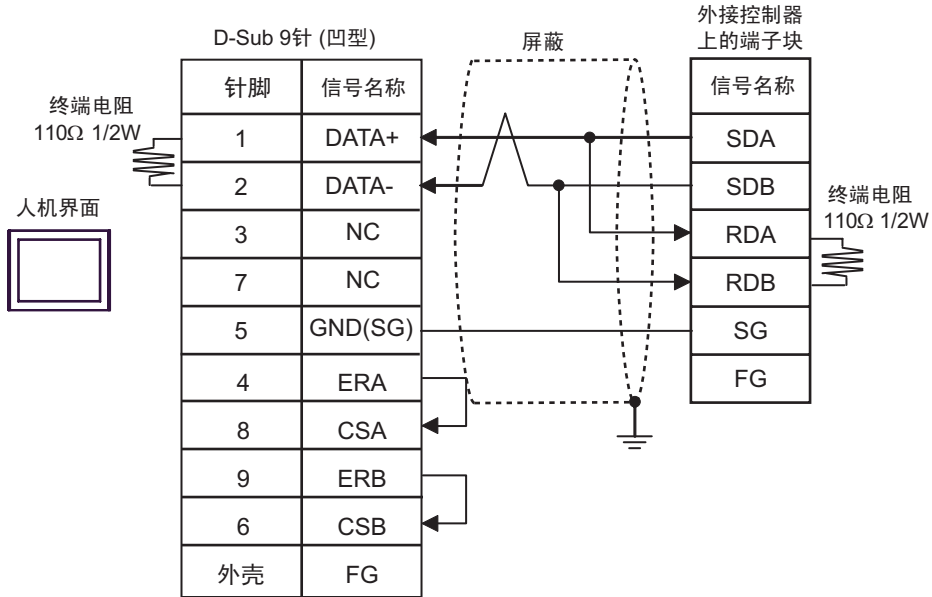 外接控制器
上的端子块
D-Sub 9针 (凹型)
屏蔽
针脚 信号名称
信号名称
终端电阻
110Ω 1/2W
1 DATA+
SDA
2 DATA-
SDB
人机界面
终端电阻
110Ω 1/2W
3 NC
RDA
7 NC
RDB
5 GND(SG)
SG
4 ERA
FG
8 CSA
9 ERB
6 CSB
外壳 FG